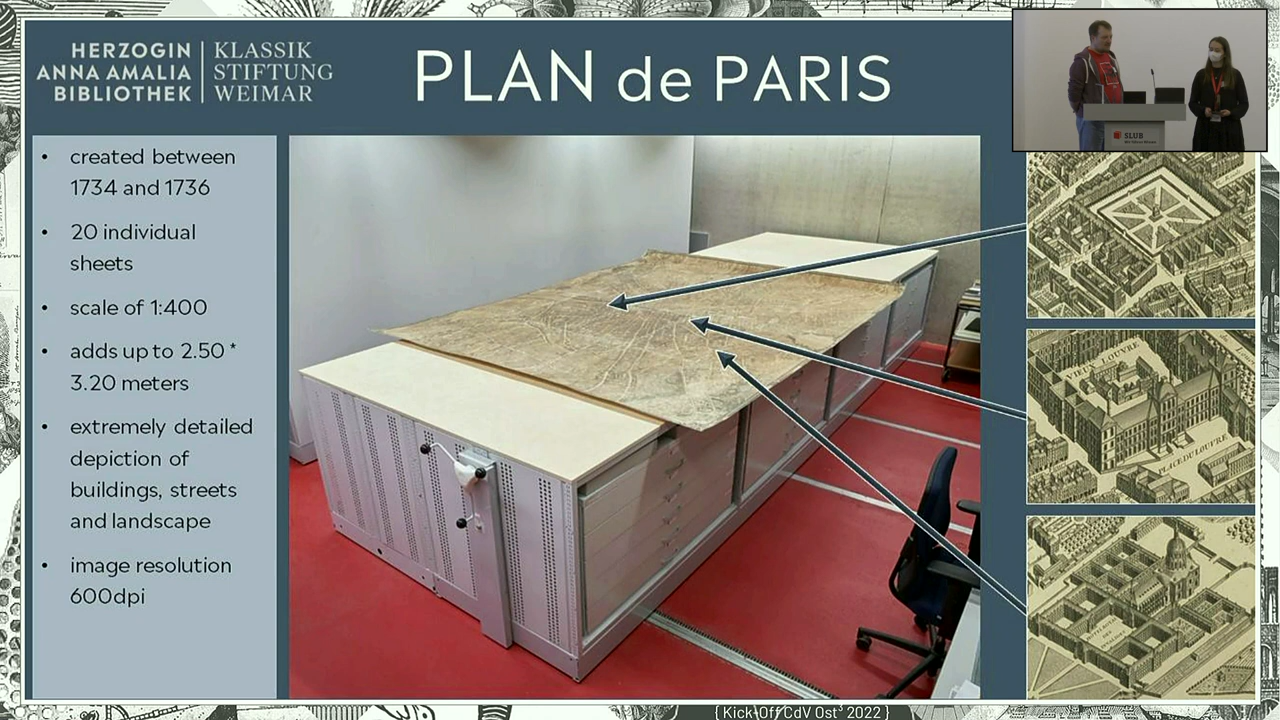 HERZOGIN
ANNA AMALIA
BIBLIOTHEK
KLASSIK
STIFTUNG
WEIMAR
PLAN de PARIS
• created between
1734 and 1736
• 20 individual
sheets
• scale of 1:400
• adds up to 2.50 *
3.20 meters
• extremely detailed
depiction of
buildings, streets
and landscape
• image resolution
600dpi
SLUB
VIEUX LOUVRE
PLACE DU LOUVRE
{ Kick-Off CdV Ost³ 2022 }